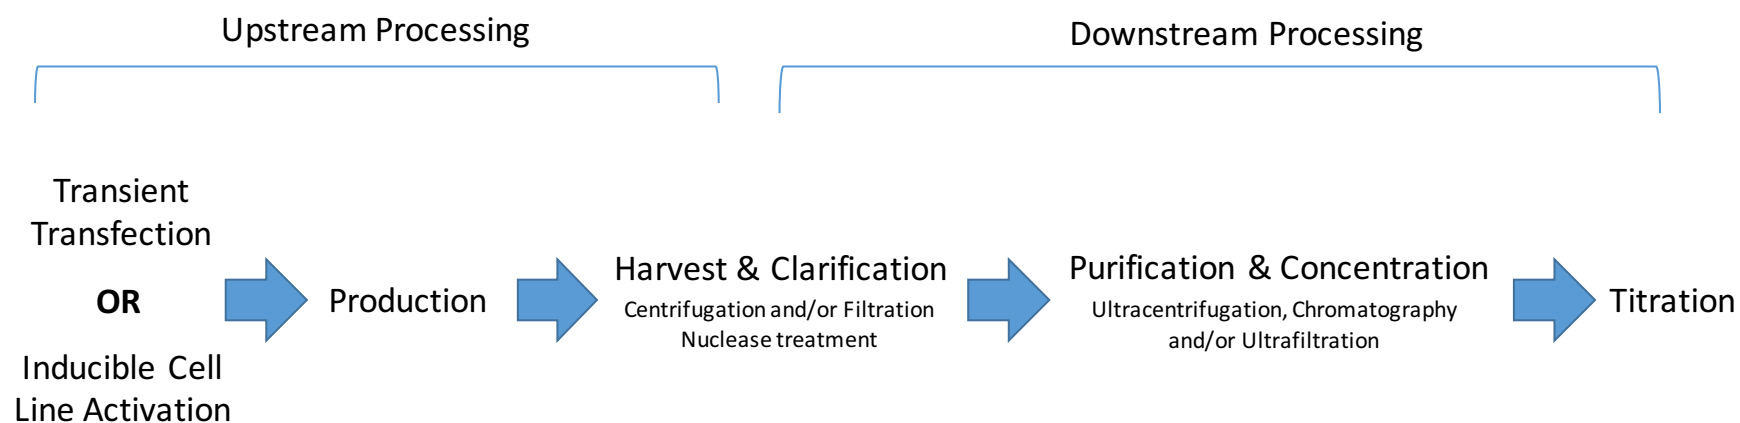 Upstream Processing
Downstream Processing
Transient
Transfection
OR
Inducible Cell
Line Activation
Production
Harvest & Clarification
Centrifugation and/or Filtration
Nuclease treatment
Purification & Concentration
Ultracentrifugation, Chromatography
and/or Ultrafiltration
Titration